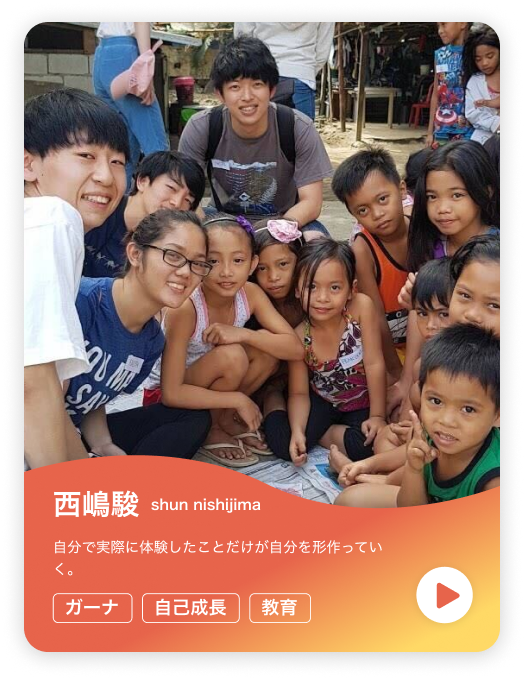 西嶋駿 shun nishijima
自分で実際に体験したことだけが自分を形作ってい
く。
ガーナ 自己成長 教育